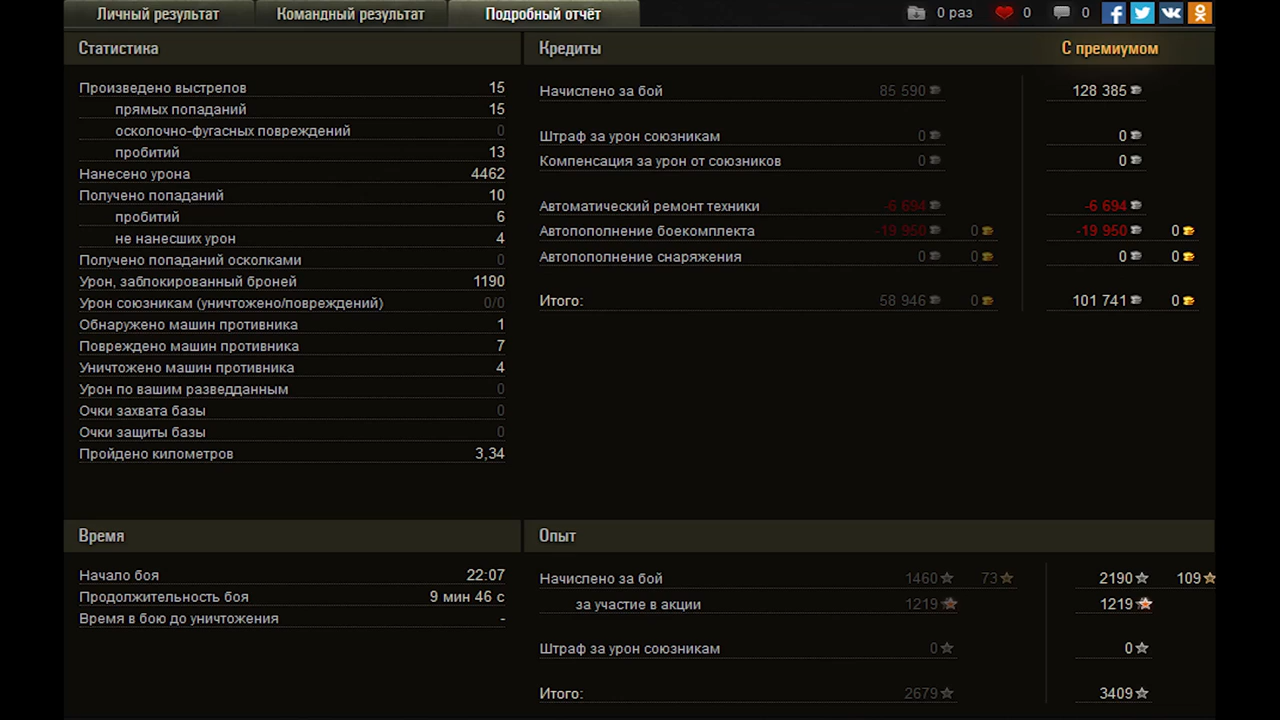 Личный результат Командный результат Подробный отчёт 0 раз 0 0
Статистика
Произведено выстрелов 15
прямых попаданий 15
осколочно-фугасных повреждений 0
пробитий 13
Нанесено урона 4462
Получено попаданий 10
пробитий 6
не нанесших урон 4
Получено попаданий осколками 0
Урон, заблокированный броней 1190
Урон союзникам (уничтожено/повреждений) 0/0
Обнаружено машин противника 1
Повреждено машин противника 7
Уничтожено машин противника 4
Урон по вашим разведданным 0
Очки захвата базы 0
Очки защиты базы 0
Пройдено километров 3,34
Кредиты С премиумом
Начислено за бой 85 590 128 385
Штраф за урон союзникам 0 0
Компенсация за урон от союзников 0 0
Автоматический ремонт техники -6 694 -6 694
Автопополнение боекомплекта -19 950 0 -19 950 0
Автопополнение снаряжения 0 0 0 0
Итого: 58 946 0 101 741 0
Время
Начало боя 22:07
Продолжительность боя 9 мин 46 с
Время в бою до уничтожения -
Опыт
Начислено за бой 1460 73 2190 109
за участие в акции 1219 1219
Штраф за урон союзникам 0 0
Итого: 2679 3409